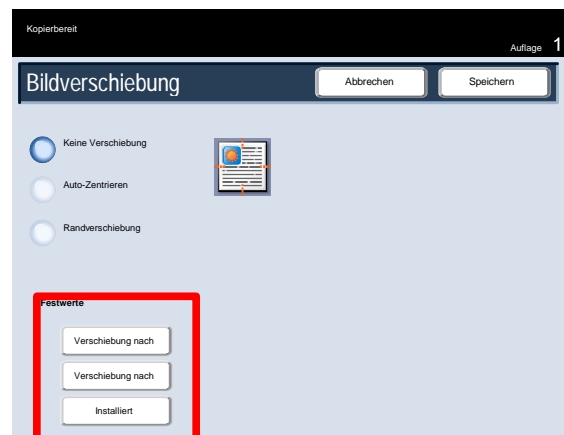 Kopierbereit
Auflage 1
Bildverschiebung
Abbrechen
Speichern
Keine Verschiebung
Auto-Zentrieren
Randverschiebung
Festwerte
Verschiebung nach
Verschiebung nach
Installiert